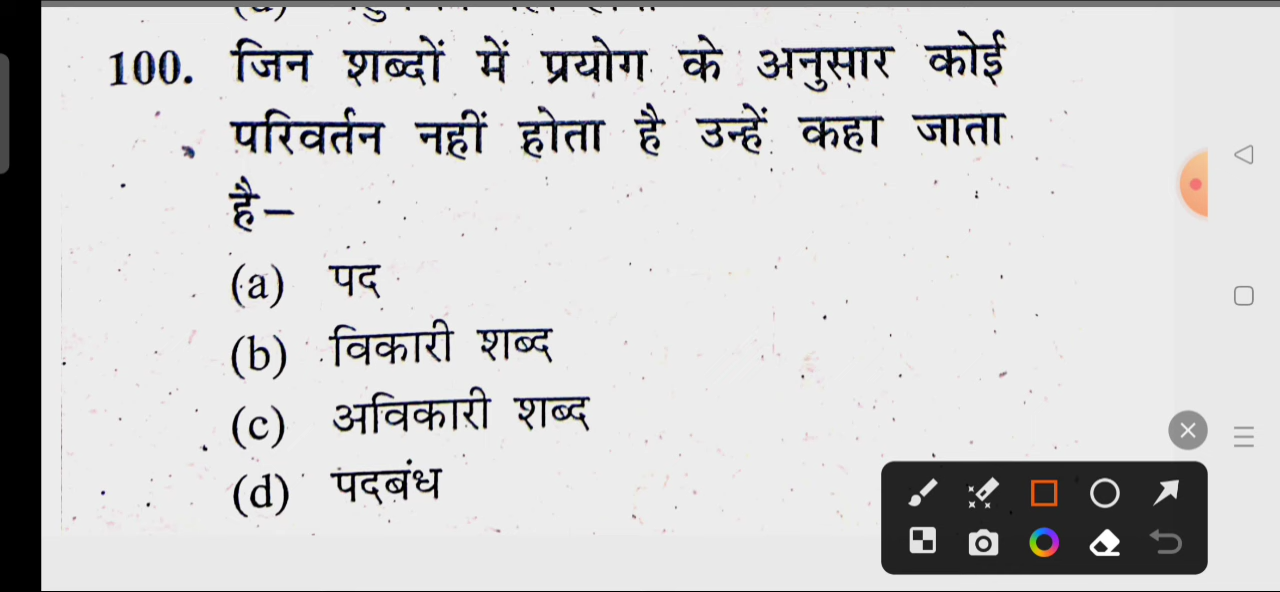 100. जिन शब्दों में प्रयोग के अनुसार कोई
परिवर्तन नहीं होता है उन्हें कहा जाता
है–
(a) पद
(b) विकारी शब्द
(c) अविकारी शब्द
(d) पदबंध